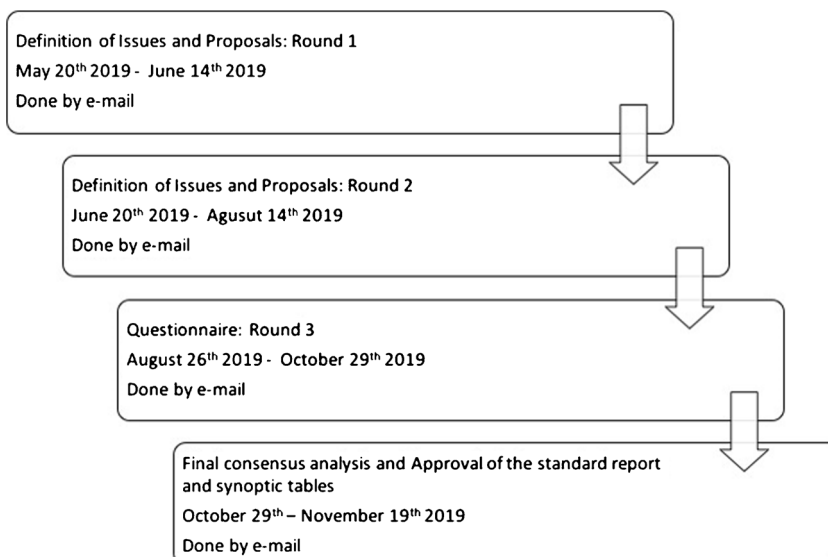 Definition of Issues and Proposals: Round 1
May 20th 2019 - June 14th 2019
Done by e-mail
Definition of Issues and Proposals: Round 2
June 20th 2019 - Agusut 14th 2019
Done by e-mail
Questionnaire: Round 3
August 26th 2019 - October 29th 2019
Done by e-mail
Final consensus analysis and Approval of the standard report
and synoptic tables
October 29th – November 19th 2019
Done by e-mail